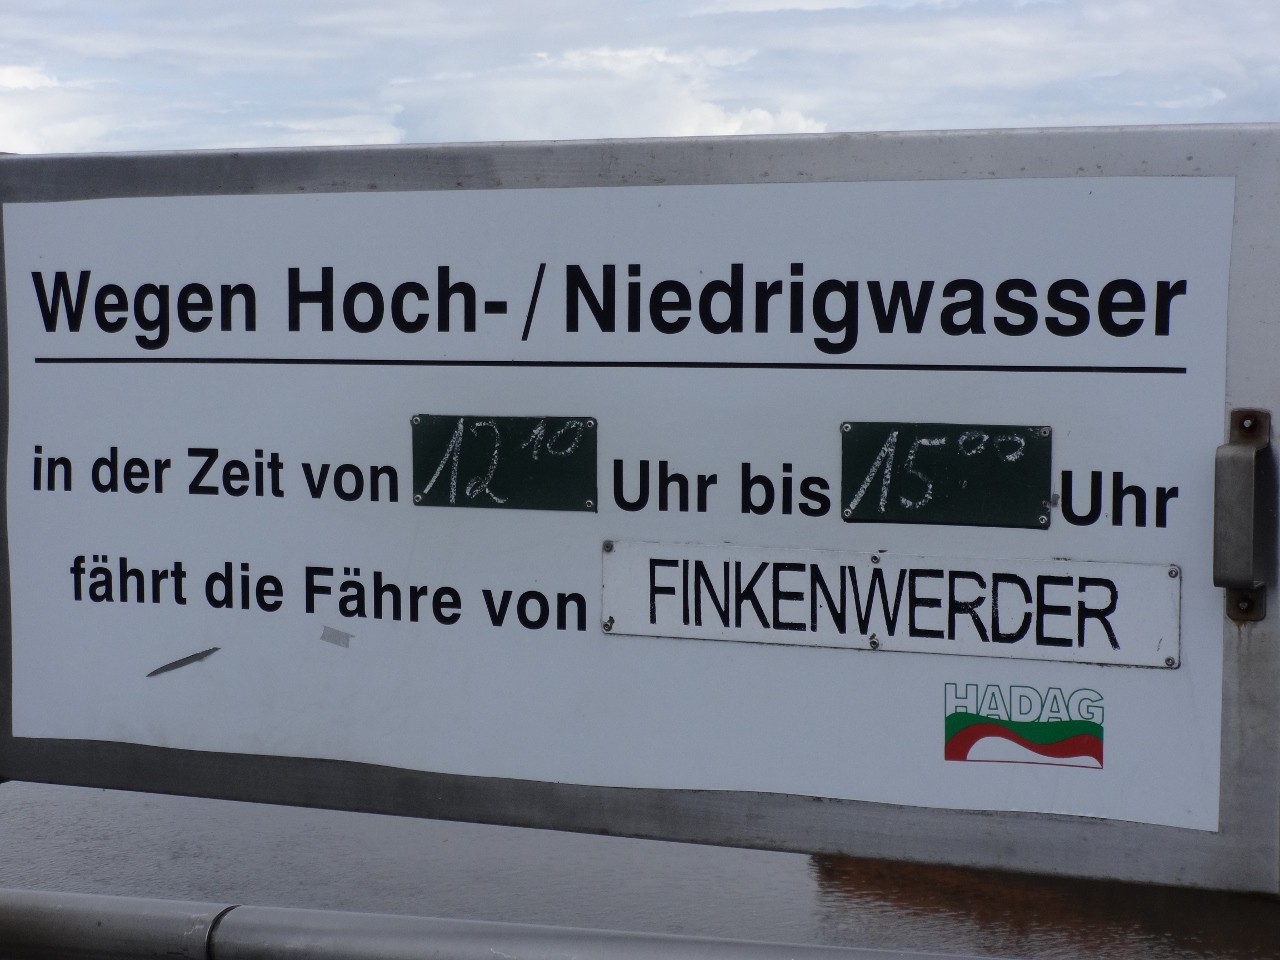 Wegen Hoch-/Niedrigwasser
in der Zeit von 12 10 Uhr bis 15 00 Uhr
fährt die Fähre von FINKENWERDER
HADAG